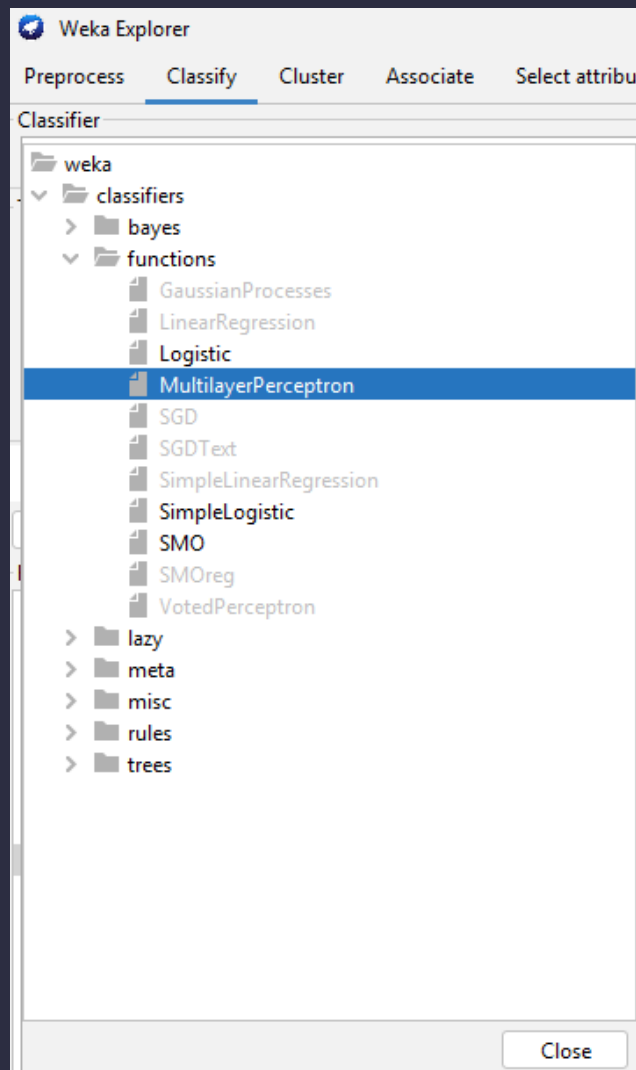 Weka Explorer
Preprocess Classify Cluster Associate Select attribu
Classifier
weka
classifiers
bayes
functions
GaussianProcesses
LinearRegression
Logistic
MultilayerPerceptron
SGD
SGDText
SimpleLinearRegression
SimpleLogistic
SMO
SMOreg
VotedPerceptron
lazy
meta
misc
rules
trees
Close